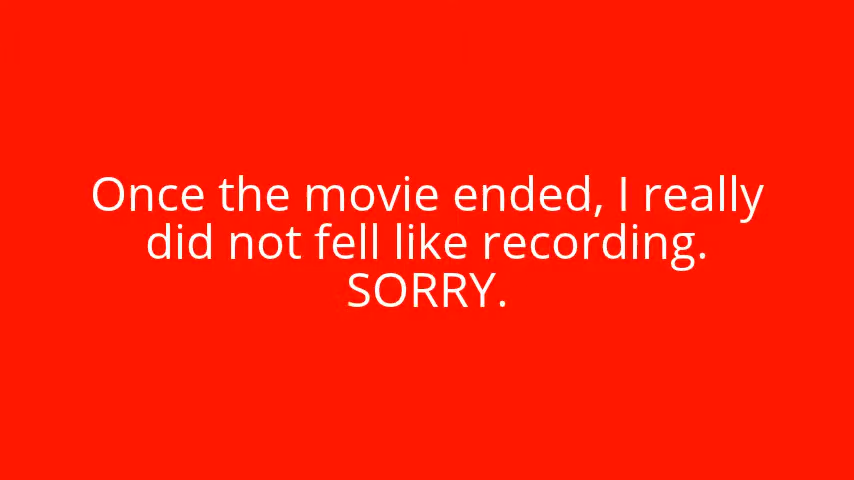 Once the movie ended, I really
did not fell like recording.
SORRY.